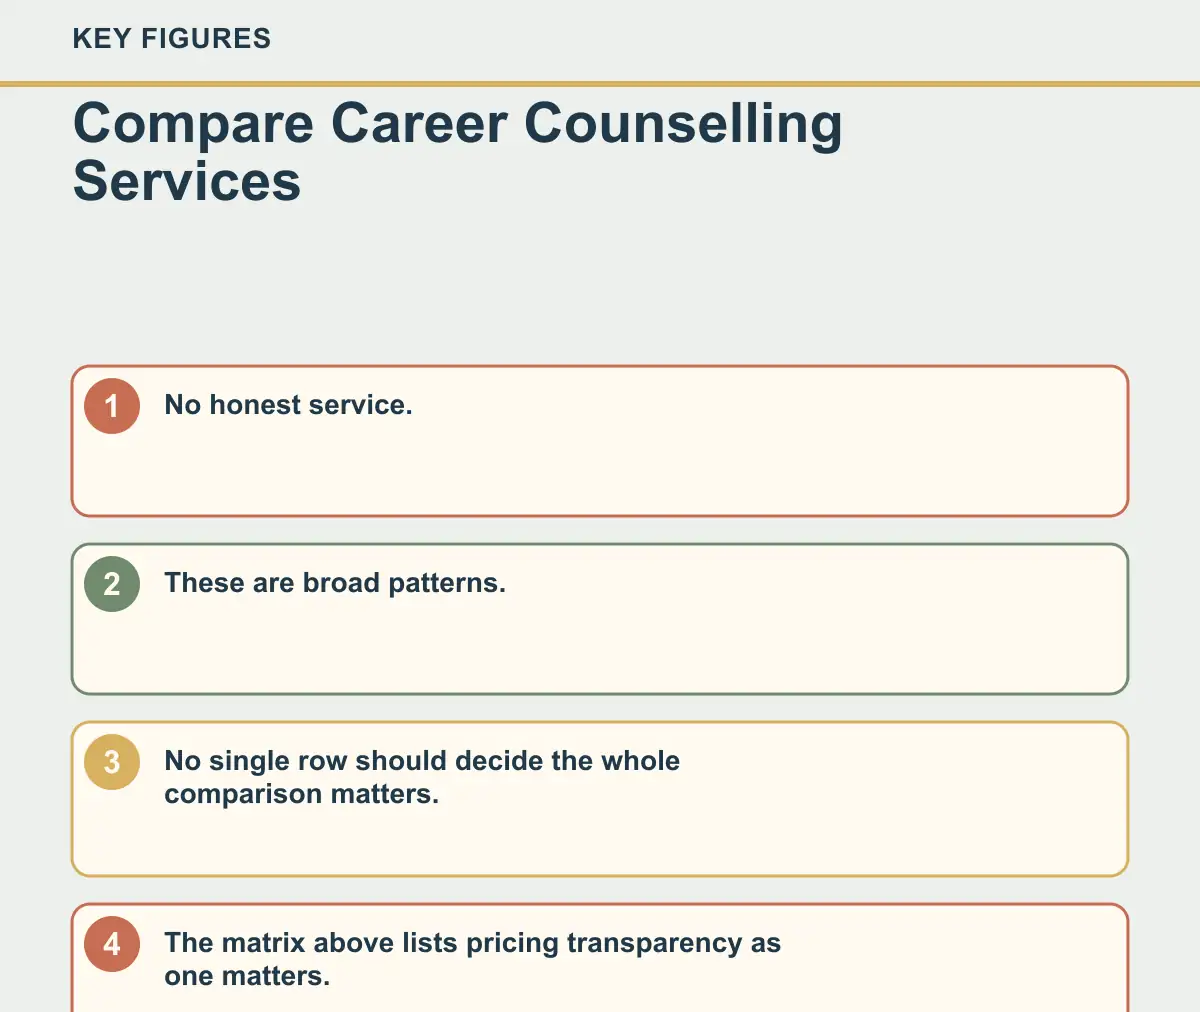 KEY FIGURES
Compare Career Counselling
Services
1
No honest service.
2
These are broad patterns.
3
No single row should decide the whole
comparison matters.
4
The matrix above lists pricing transparency as
one matters.